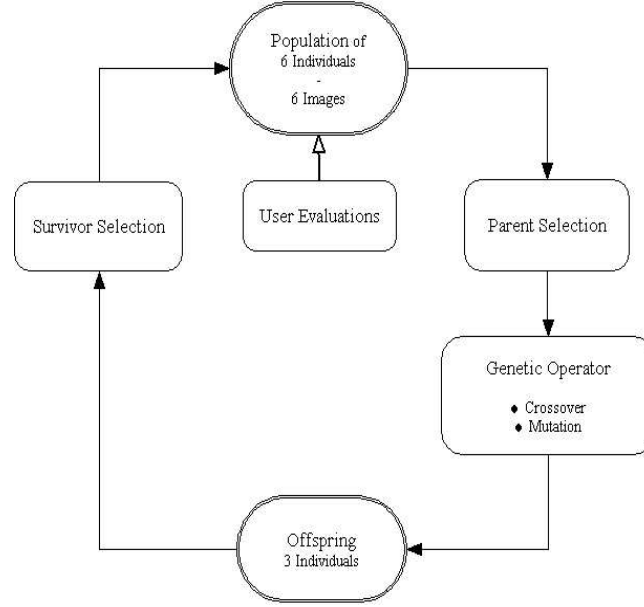 Population of
6 Individuals
-
6 Images
Survivor Selection
User Evaluations
Parent Selection
Genetic Operator
• Crossover
• Mutation
Offspring
3 Individuals